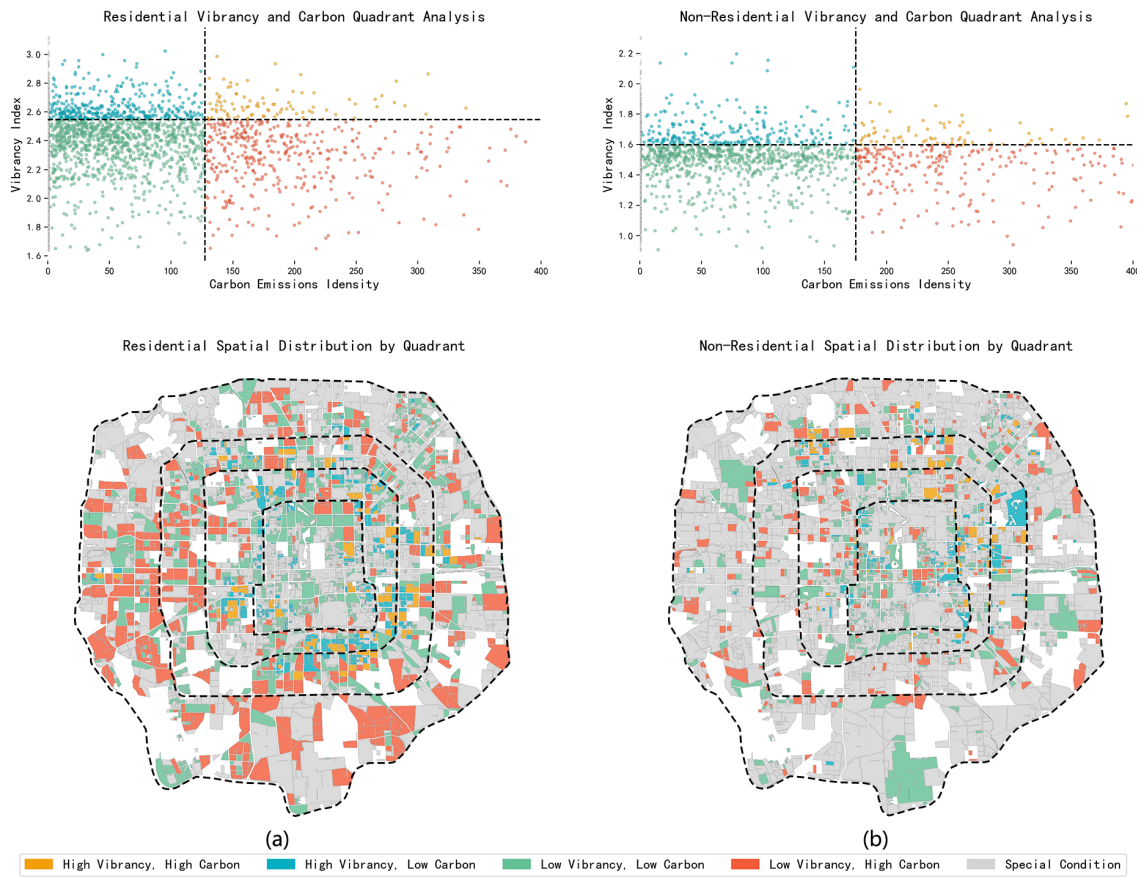 Residential Vibrancy and Carbon Quadrant Analysis
Vibrancy Index
3.0
2.8
2.6
2.4
2.2
2.0
1.8
1.6
0 50 100 150 200 250 300 350 400
Carbon Emissions Idensity
Non-Residential Vibrancy and Carbon Quadrant Analysis
Vibrancy Index
2.2
2.0
1.8
1.6
1.4
1.2
1.0
0 50 100 150 200 250 300 350 400
Carbon Emissions Idensity
Residential Spatial Distribution by Quadrant
Non-Residential Spatial Distribution by Quadrant
(a)
(b)
High Vibrancy, High Carbon
High Vibrancy, Low Carbon
Low Vibrancy, Low Carbon
Low Vibrancy, High Carbon
Special Condition